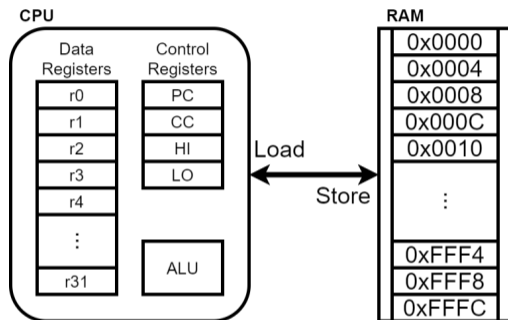 CPU
Data
Registers
r0
r1
r2
r3
r4
⋮
r31
Control
Registers
PC
CC
HI
LO
ALU
Load
Store
RAM
0x0000
0x0004
0x0008
0x000C
0x0010
⋮
0xFFF4
0xFFF8
0xFFFC